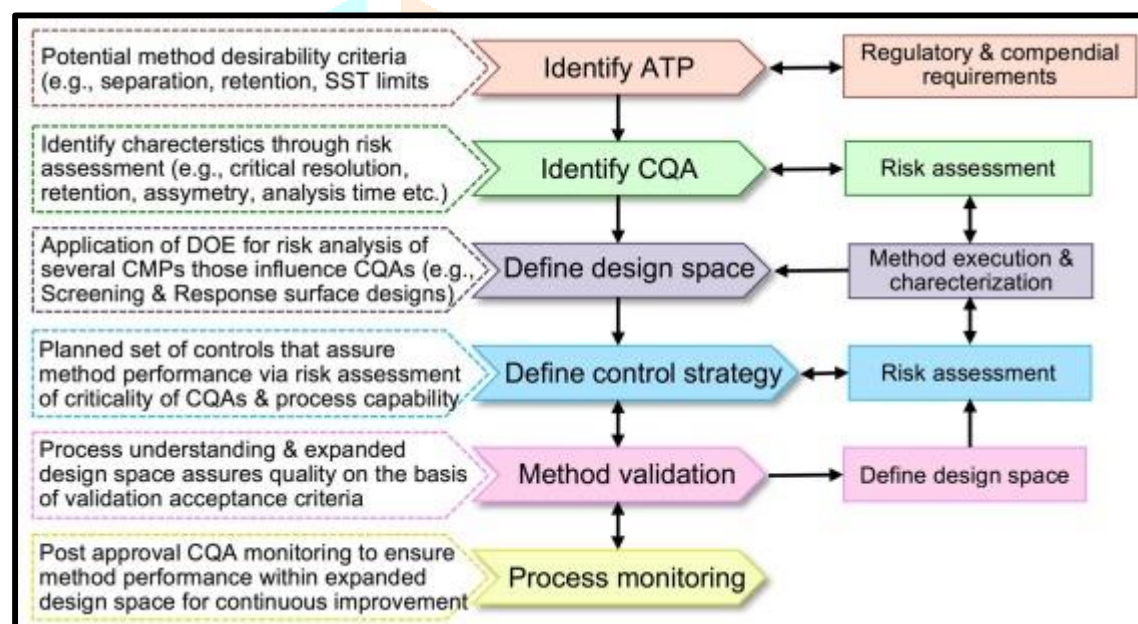 Potential method desirability criteria
(e.g., separation, retention, SST limits
Identify ATP
Regulatory & compendial
requirements
Identify charecterstics through risk
assessment (e.g., critical resolution,
retention, assymetry, analysis time etc.)
Identify CQA
Risk assessment
Application of DOE for risk analysis of
several CMPs those influence CQAs (e.g.,
Screening & Response surface designs)
Define design space
Method execution &
charecterization
Planned set of controls that assure
method performance via risk assessment
of criticality of CQAs & process capability
Define control strategy
Risk assessment
Process understanding & expanded
design space assures quality on the basis
of validation acceptance criteria
Method validation
Define design space
Post approval CQA monitoring to ensure
method performance within expanded
design space for continuous improvement
Process monitoring